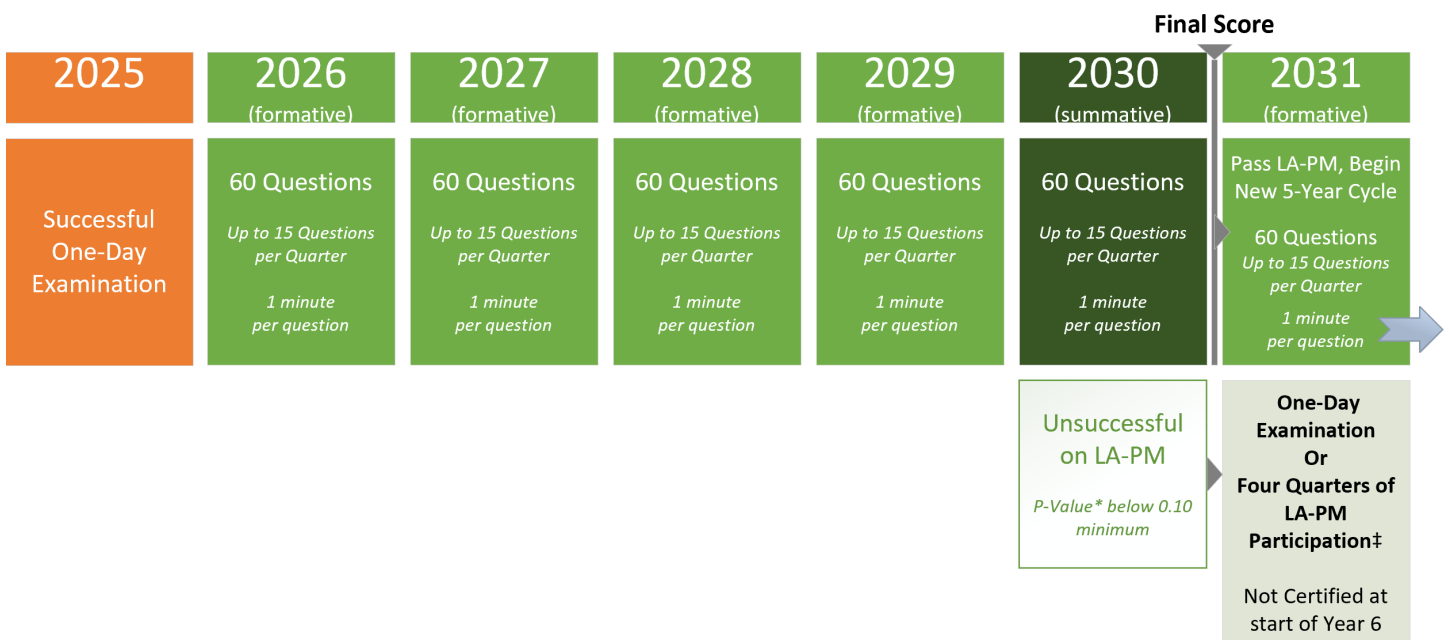 Final Score
2025
2026
(formative)
2027
(formative)
2028
(formative)
2029
(formative)
2030
(summative)
2031
(formative)
Successful
One-Day
Examination
60 Questions
Up to 15 Questions
per Quarter
1 minute
per question
60 Questions
Up to 15 Questions
per Quarter
1 minute
per question
60 Questions
Up to 15 Questions
per Quarter
1 minute
per question
60 Questions
Up to 15 Questions
per Quarter
1 minute
per question
60 Questions
Up to 15 Questions
per Quarter
1 minute
per question
Pass LA-PM, Begin
New 5-Year Cycle
60 Questions
Up to 15 Questions
per Quarter
1 minute
per question
Unsuccessful
on LA-PM
P-Value* below 0.10
minimum
One-Day
Examination
Or
Four Quarters of
LA-PM
Participation‡
Not Certified at
start of Year 6